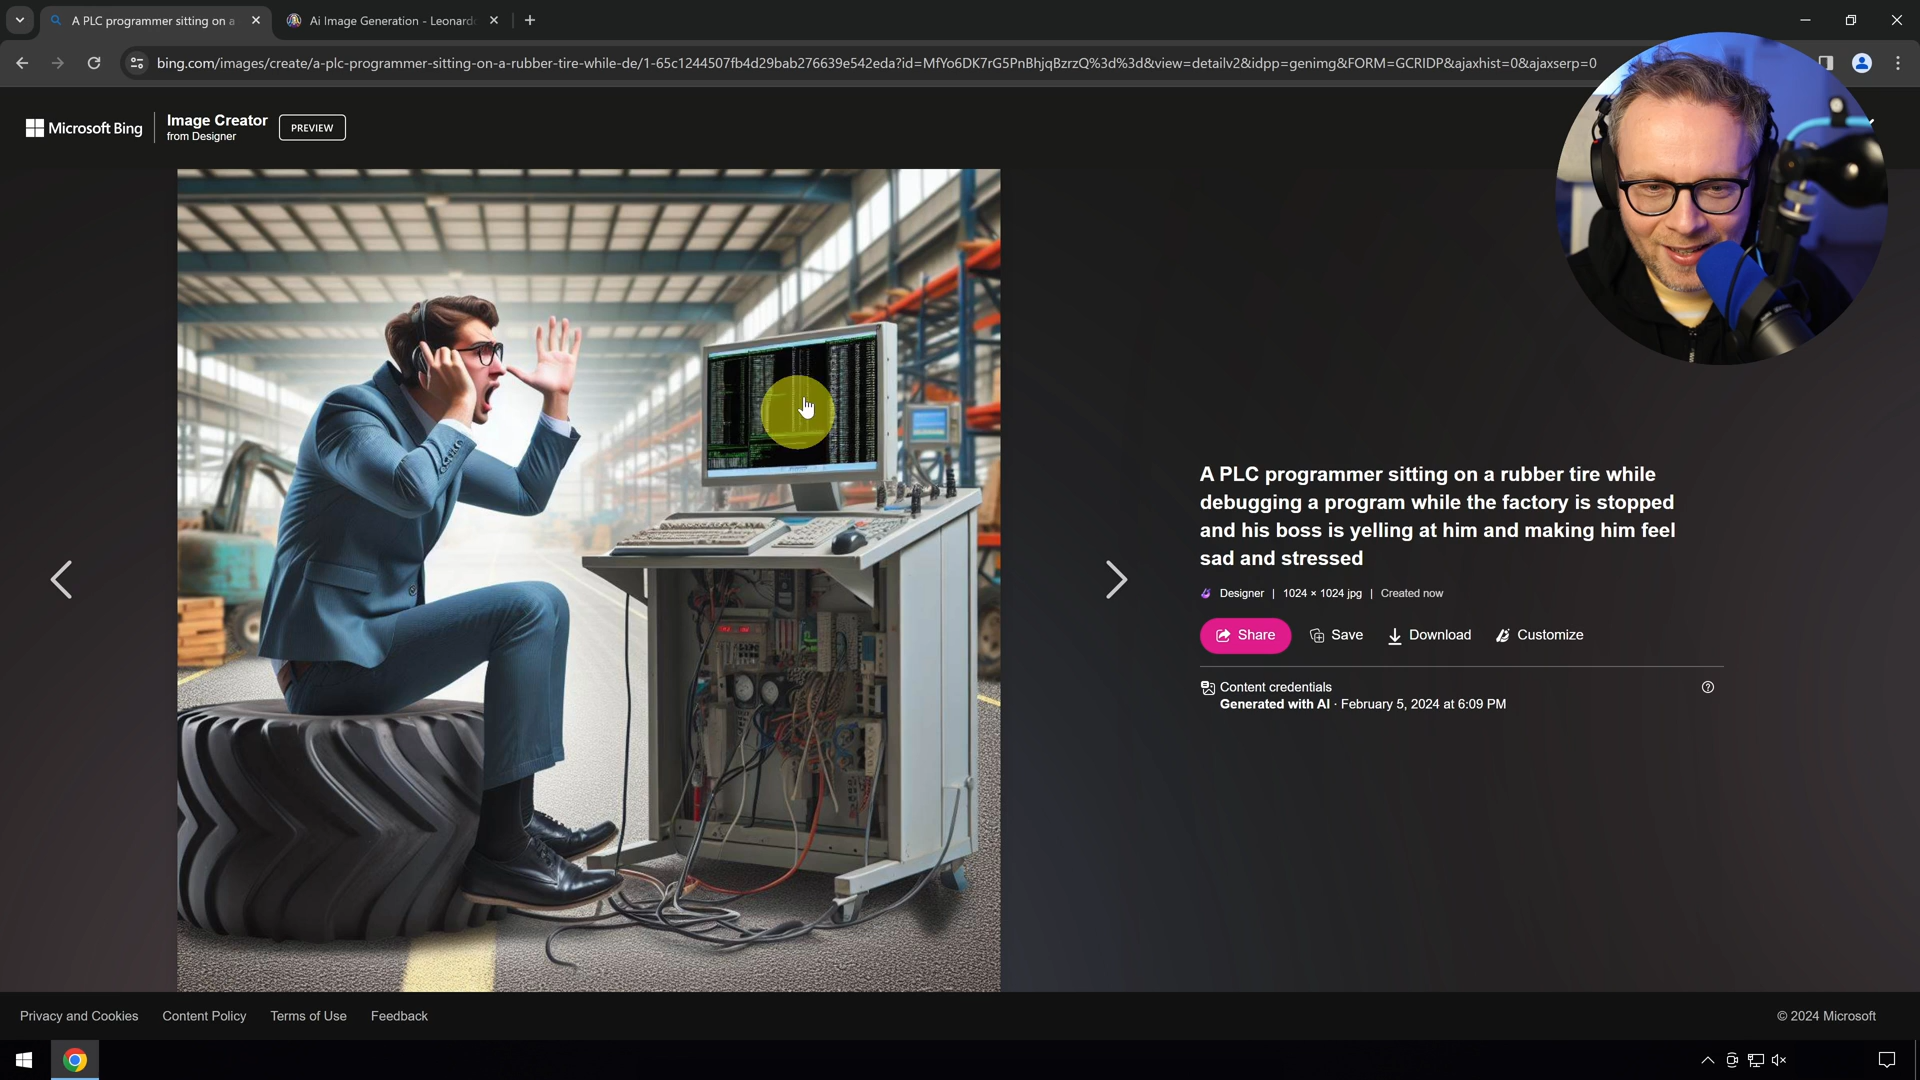 A PLC programmer sitting on a
Ai Image Generation - Leonard
bing.com/images/create/a-plc-programmer-sitting-on-a-rubber-tire-while-de/1-65c1244507fb4d29bab276639e542eda?id=MfYo6DK7rG5PnBhjqBzrzQ%3d%3d&view=detailv2&idpp=genimg&FORM=GCRIDP&ajaxhist=0&ajaxserp=0
Microsoft Bing
Image Creator
from Designer
PREVIEW
A PLC programmer sitting on a rubber tire while
debugging a program while the factory is stopped
and his boss is yelling at him and making him feel
sad and stressed
Designer | 1024 × 1024 jpg | Created now
Share Save Download Customize
Content credentials
Generated with AI · February 5, 2024 at 6:09 PM
Privacy and Cookies Content Policy Terms of Use Feedback
© 2024 Microsoft